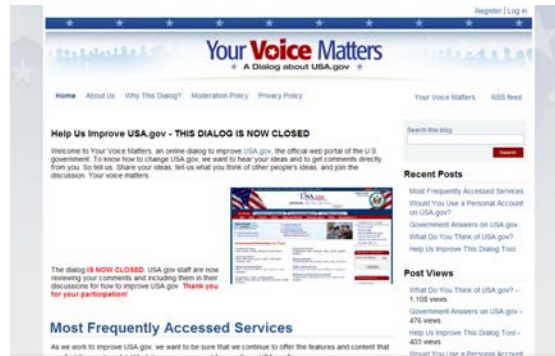 Register | Log in
Your Voice Matters
A Dialog about USA.gov
Home About Us Why This Dialog? Moderation Policy Privacy Policy Your Voice Matters RSS feed
Help Us Improve USA.gov - THIS DIALOG IS NOW CLOSED
Welcome to Your Voice Matters, an online dialog to improve USA.gov, the official web portal of the U.S.
government. To know how to change USA.gov, we want to hear your ideas and to get comments directly
from you. So tell us. Share your ideas, tell us what you think of other people's ideas, and join the
discussion. Your voice matters.
USA.gov
The dialog IS NOW CLOSED. USA.gov staff are now
reviewing your comments and including them in their
discussions for how to improve USA.gov. Thank you
for your participation!
Most Frequently Accessed Services
As we work to improve USA.gov, we want to be sure that we continue to offer the features and content that
Search this blog
Search
Recent Posts
Most Frequently Accessed Services
Would You Use a Personal Account
on USA.gov?
Government Answers on USA.gov
What Do You Think of USA.gov?
Help Us Improve This Dialog Tool
Post Views
What Do You Think of USA.gov? -
1,108 views
Government Answers on USA.gov -
476 views
Help Us Improve This Dialog Tool -
403 views
Would You Use a Personal Account